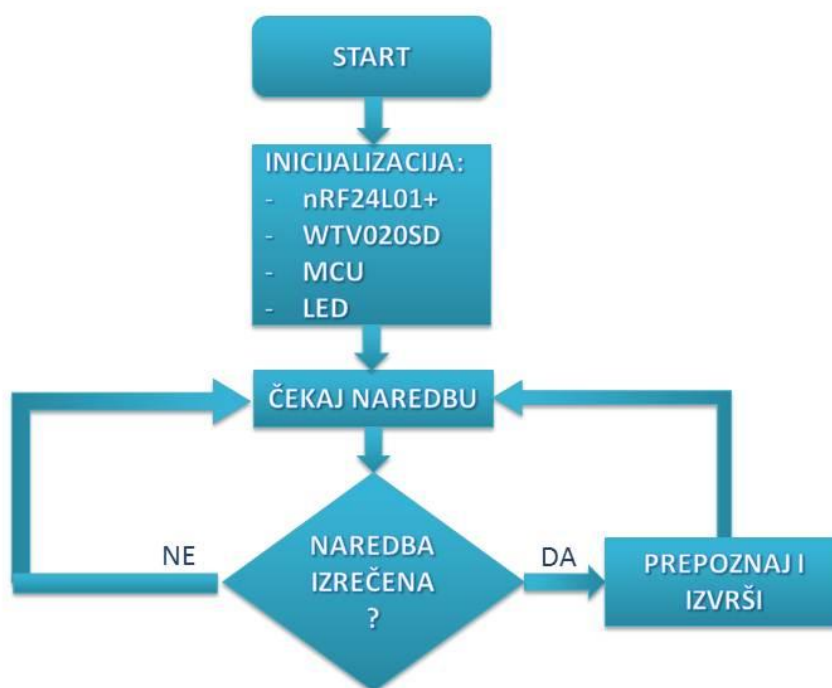 START
INICIJALIZACIJA:
- nRF24L01+
- WTV020SD
- MCU
- LED
ČEKAJ NAREDBU
NAREDBA
IZREČENA
?
NE
DA
PREPOZNAJ I
IZVRŠI